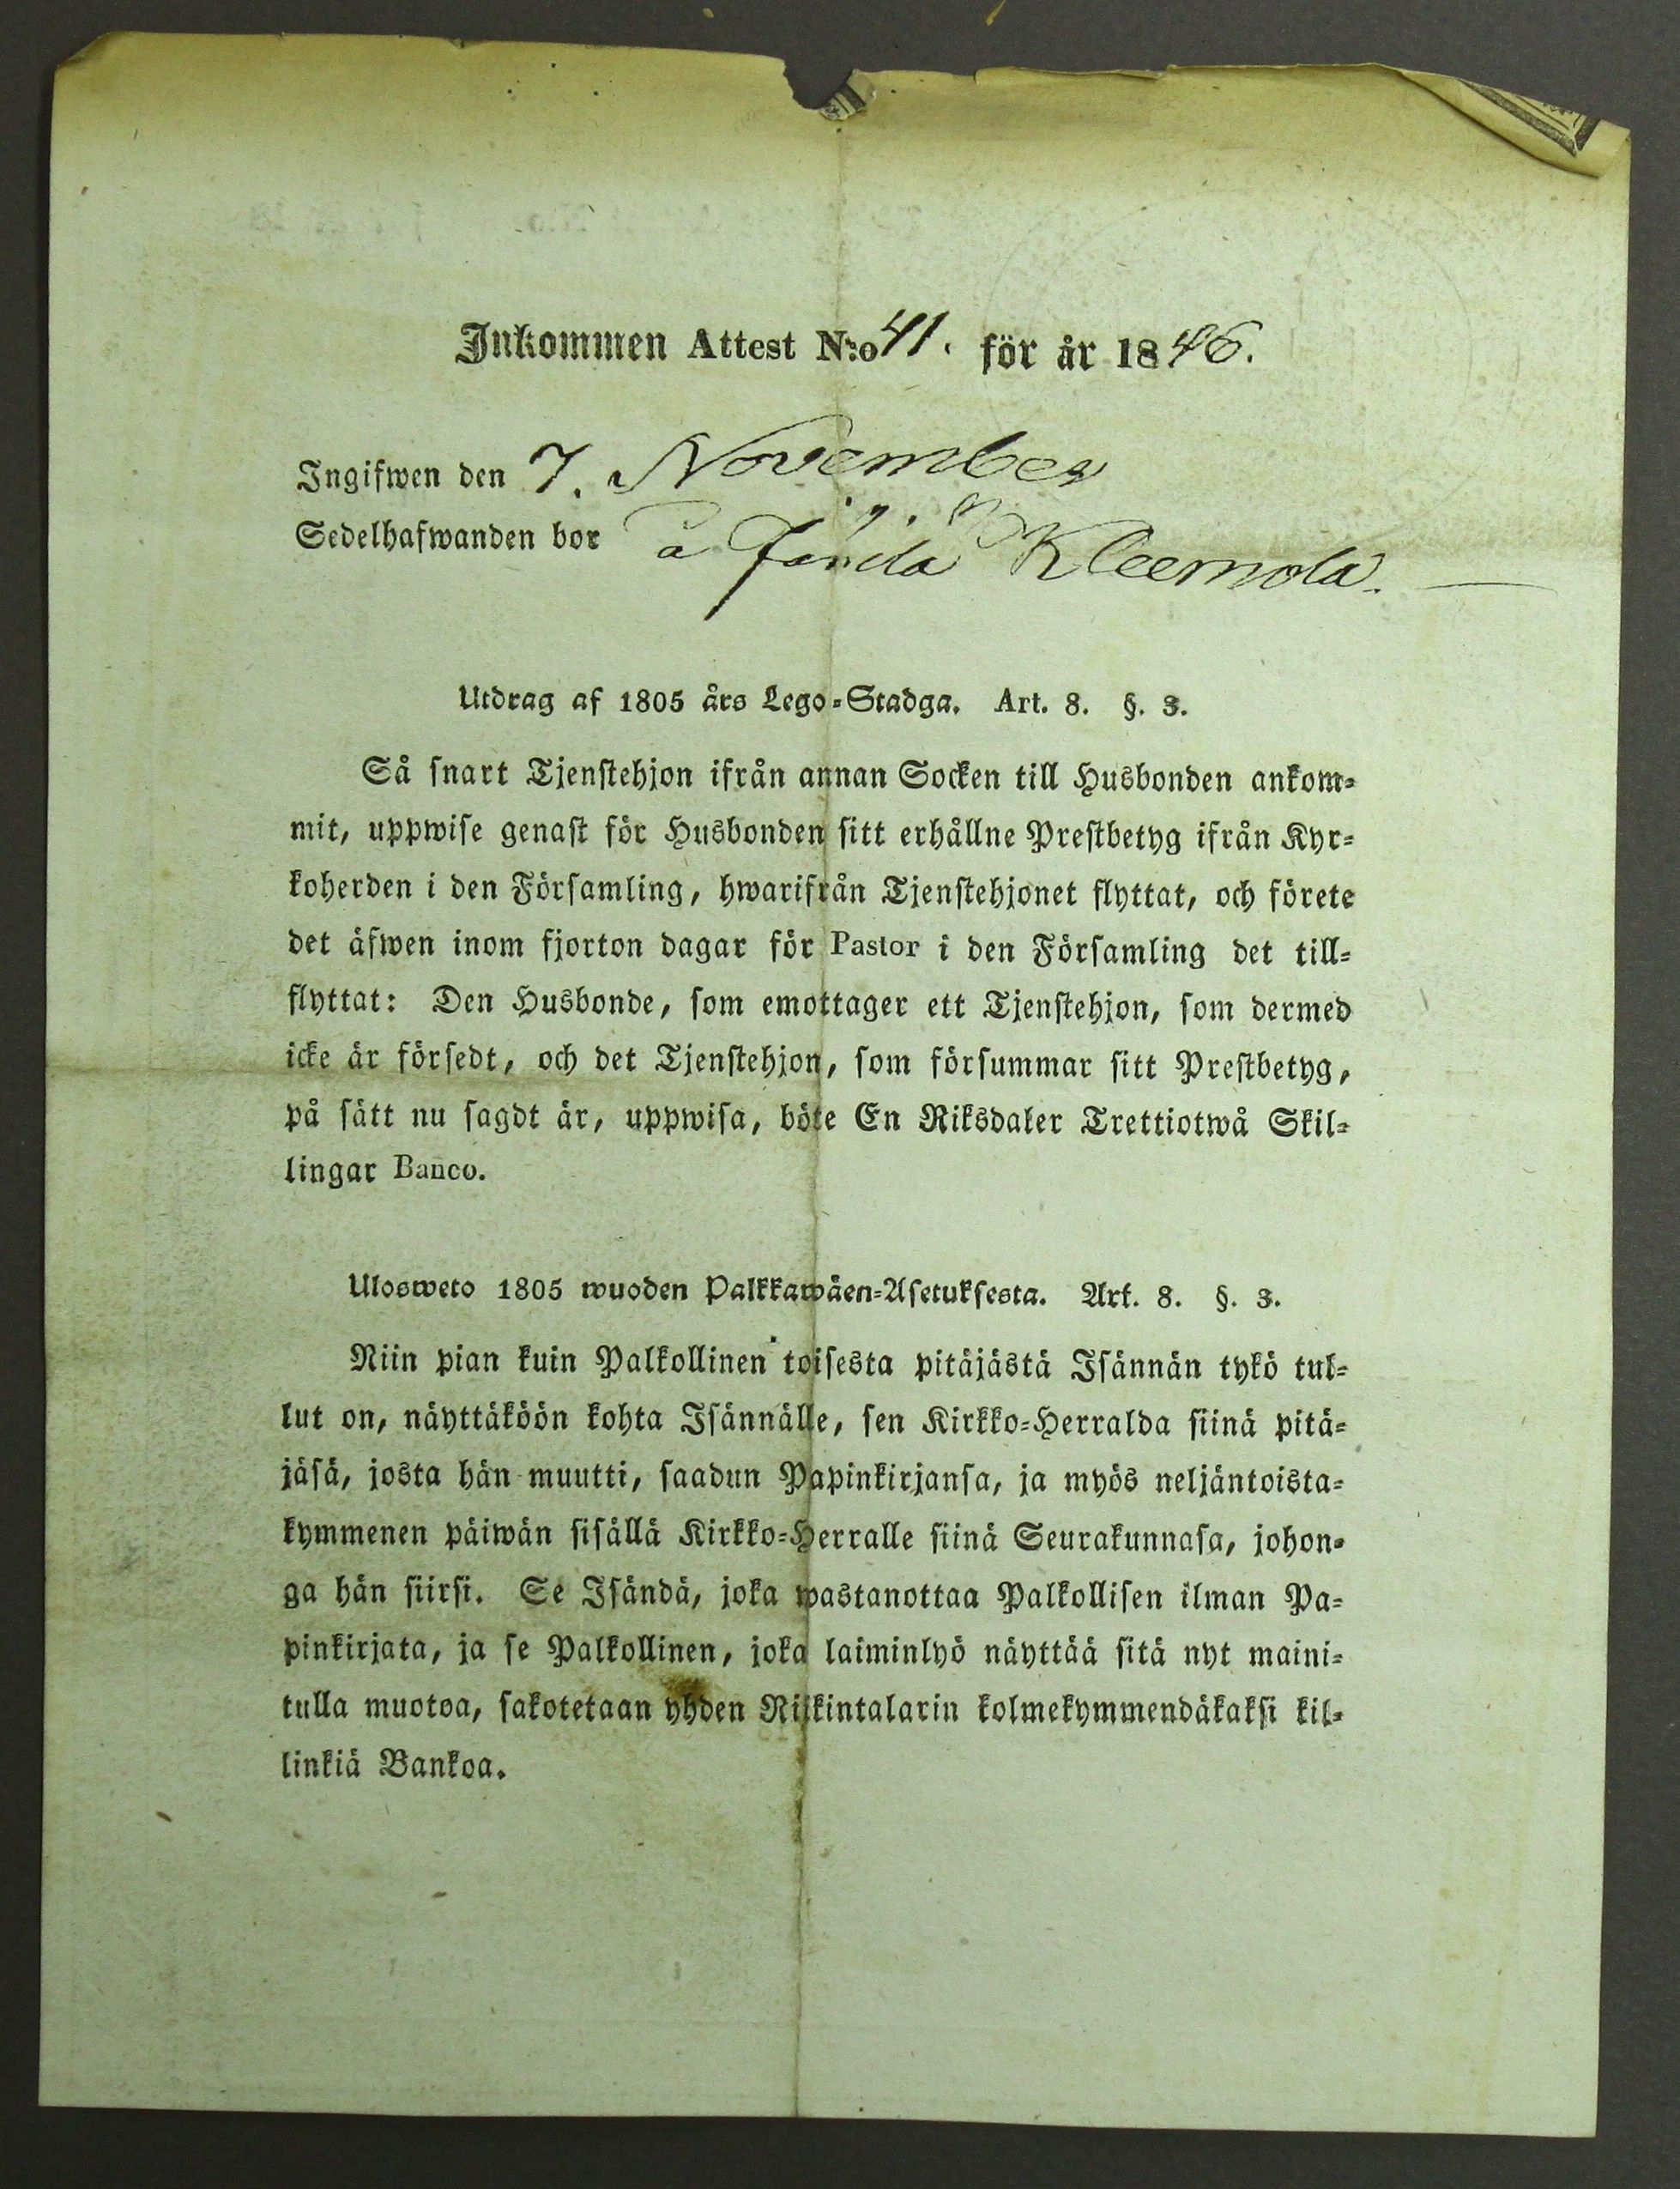 Inkommen Attest N:o 41. för år 1846.
Ingifwen den 7. November
Sedelhafwanden bor å Jändä Kleemola.
Utdrag af 1805 års Lego-Stadga. Art. 8. §. 3.
Så snart Tjenstehjon ifrån annan Socken till Husbonden ankom-
mit, uppwise genast för Husbonden sitt erhållne Prestbetyg ifrån Kyr-
koherden i den Församling, hwarifrån Tjenstehjonet flyttat, och förete
det äfwen inom fjorton dagar för Pastor i den Församling det till-
flyttat: Den Husbonde, som emottager ett Tjenstehjon, som dermed
icke är försedt, och det Tjenstehjon, som försummar sitt Prestbetyg,
på sätt nu sagdt är, uppwisa, böte En Riksdaler Trettiotwå Skil-
lingar Banco.
Ulosweto 1805 wuoden Palkkawäen-Asetuksesta. Art. 8. §. 3.
Niin pian kuin Palkollinen toisesta pitäjästä Isännän tykö tul-
lut on, näyttäköön kohta Isännälle, sen Kirkko-Herralda siinä pitä-
jäsä, josta hän muutti, saadun Papinkirjansa, ja myös neljäntoista-
kymmenen päiwän sisällä Kirkko-Herralle siinä Seurakunnasa, johon-
ga hän siirsi. Se Isändä, joka wastanottaa Palkollisen ilman Pa-
pinkirjata, ja se Palkollinen, joka laiminlyö näyttää sitä nyt maini-
tulla muotoa, sakotetaan yhden Riikintalarin kolmekymmendäkaksi kil-
linkiä Bankoa.